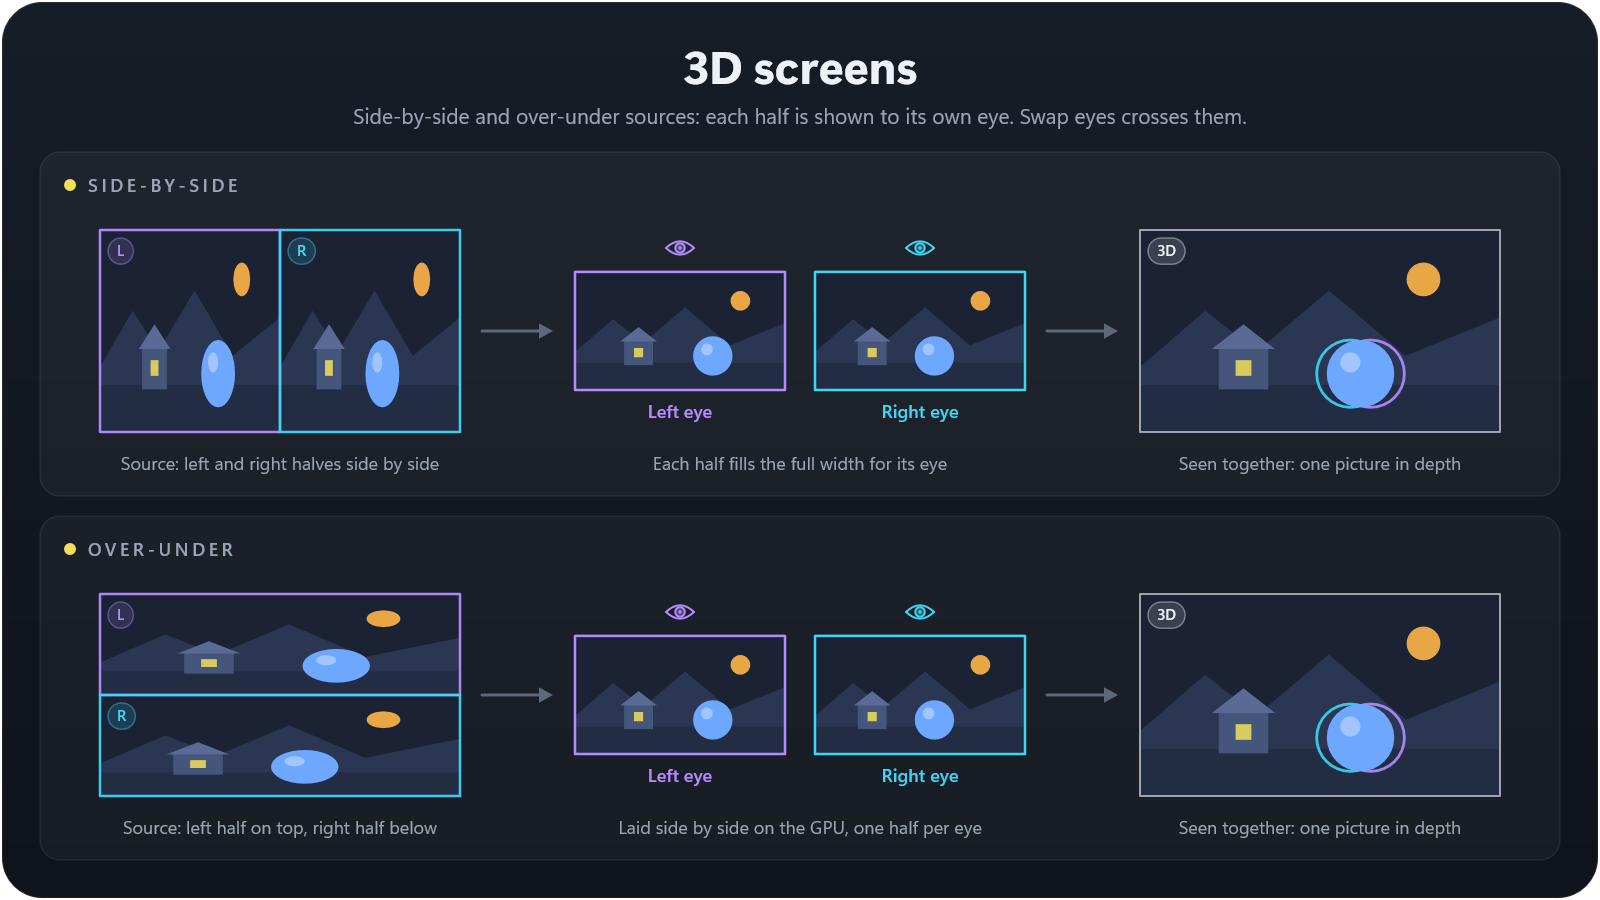 3D screens
Side-by-side and over-under sources: each half is shown to its own eye. Swap eyes crosses them.
SIDE-BY-SIDE
L
R
3D
Left eye
Right eye
Source: left and right halves side by side
Each half fills the full width for its eye
Seen together: one picture in depth
OVER-UNDER
L
R
3D
Left eye
Right eye
Source: left half on top, right half below
Laid side by side on the GPU, one half per eye
Seen together: one picture in depth